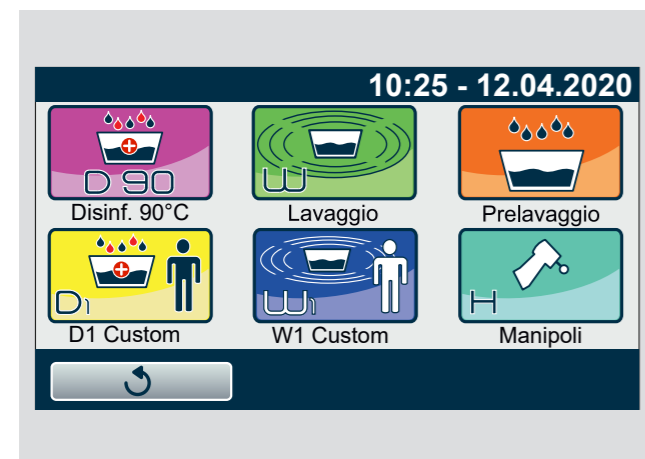 10:25 - 12.04.2020
D 90
W
Disinf. 90°C
Lavaggio
Prelavaggio
D1
W1
H
D1 Custom
W1 Custom
Manipoli